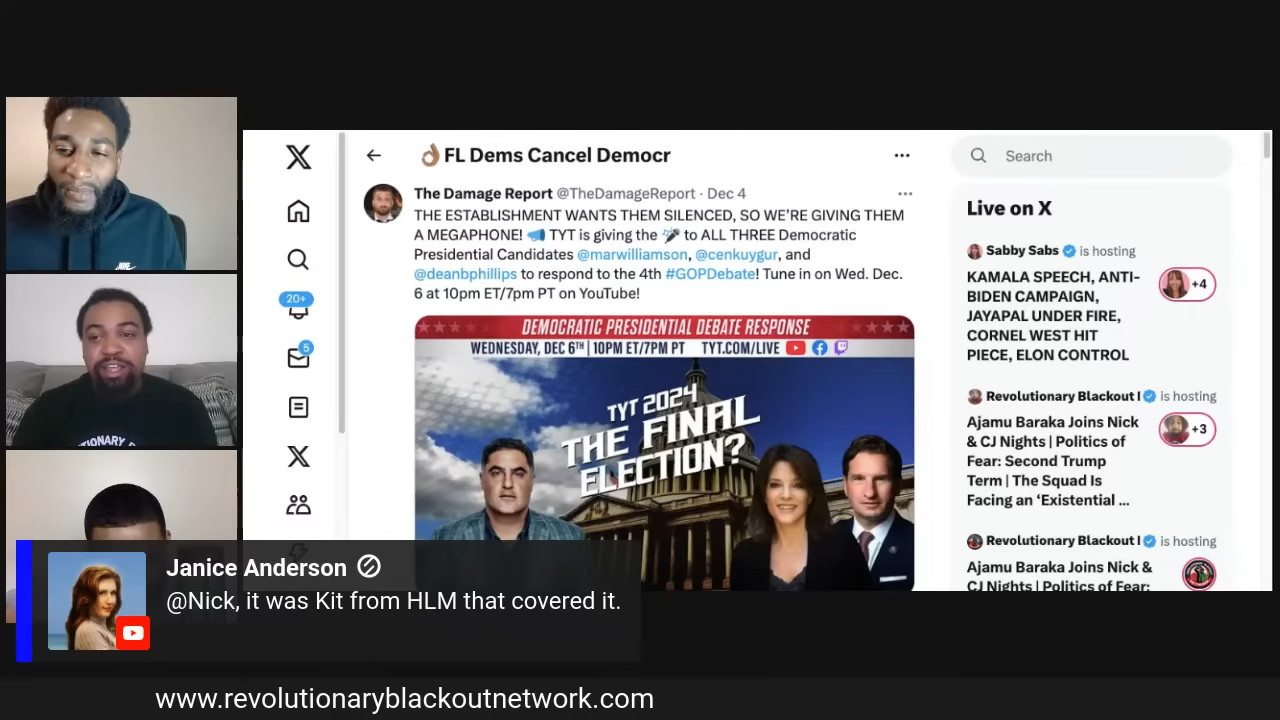 FL Dems Cancel Democr
Search
The Damage Report @TheDamageReport · Dec 4
THE ESTABLISHMENT WANTS THEM SILENCED, SO WE'RE GIVING THEM
A MEGAPHONE! 📣 TYT is giving the 🎤 to ALL THREE Democratic
Presidential Candidates @marwilliamson, @cenkuygur, and
@deanbphillips to respond to the 4th #GOPDebate! Tune in on Wed. Dec.
6 at 10pm ET/7pm PT on YouTube!
DEMOCRATIC PRESIDENTIAL DEBATE RESPONSE
WEDNESDAY, DEC 6TH | 10PM ET/7PM PT TYT.COM/LIVE
TYT 2024
THE FINAL
ELECTION?
20+
5
Live on X
Sabby Sabs is hosting
KAMALA SPEECH, ANTI-
BIDEN CAMPAIGN,
JAYAPAL UNDER FIRE,
CORNEL WEST HIT
PIECE, ELON CONTROL
+4
Revolutionary Blackout I is hosting
Ajamu Baraka Joins Nick
& CJ Nights | Politics of
Fear: Second Trump
Term | The Squad Is
Facing an 'Existential ...
+3
Revolutionary Blackout I is hosting
Ajamu Baraka Joins Nick &
CJ Nights | Politics of Fear:
NIKE
Janice Anderson
@Nick, it was Kit from HLM that covered it.
www.revolutionaryblackoutnetwork.com